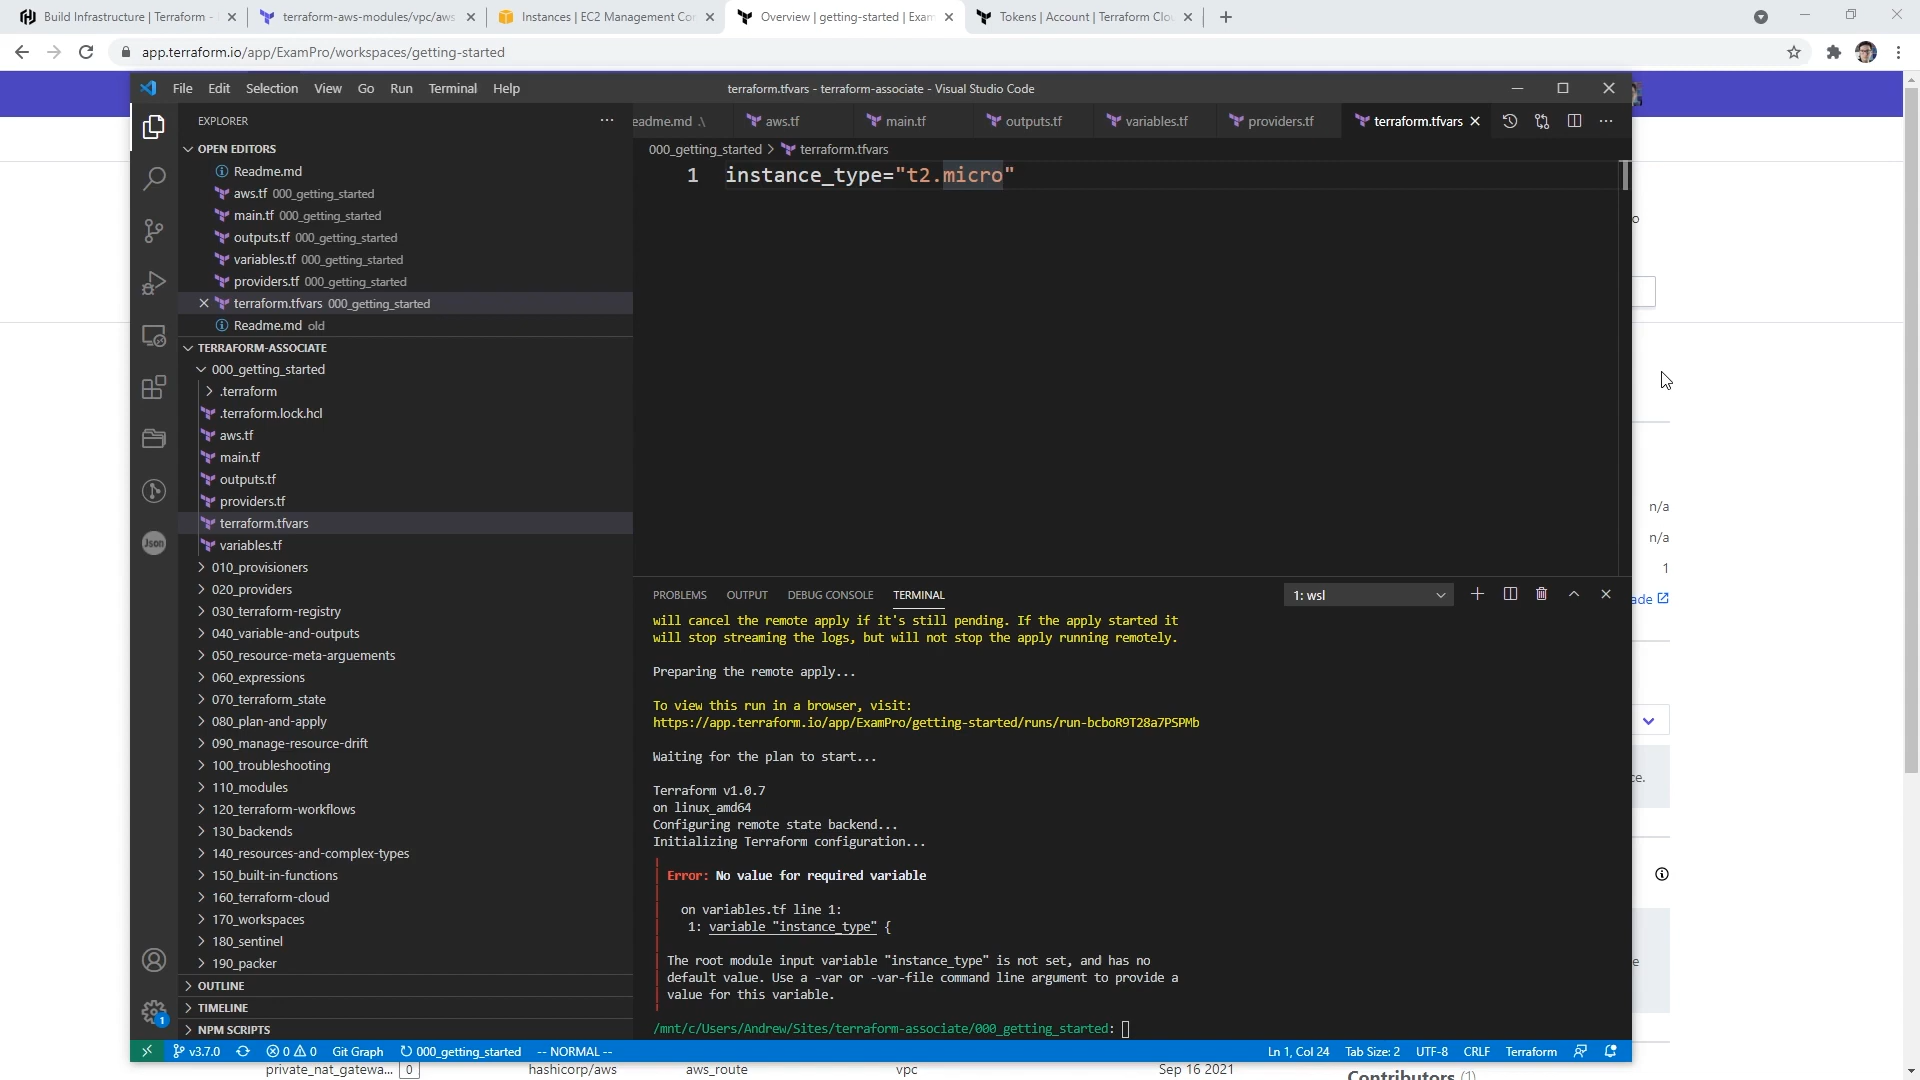 Build Infrastructure | Terraform -
terraform-aws-modules/vpc/aws
Instances | EC2 Management Con
Overview | getting-started | Exam
Tokens | Account | Terraform Clou
app.terraform.io/app/ExamPro/workspaces/getting-started
File Edit Selection View Go Run Terminal Help
terraform.tfvars - terraform-associate - Visual Studio Code
EXPLORER
OPEN EDITORS
Readme.md
aws.tf 000_getting_started
main.tf 000_getting_started
outputs.tf 000_getting_started
variables.tf 000_getting_started
providers.tf 000_getting_started
terraform.tfvars 000_getting_started
Readme.md old
TERRAFORM-ASSOCIATE
000_getting_started
.terraform
.terraform.lock.hcl
aws.tf
main.tf
outputs.tf
providers.tf
terraform.tfvars
variables.tf
010_provisioners
020_providers
030_terraform-registry
040_variable-and-outputs
050_resource-meta-arguements
060_expressions
070_terraform_state
080_plan-and-apply
090_manage-resource-drift
100_troubleshooting
110_modules
120_terraform-workflows
130_backends
140_resources-and-complex-types
150_built-in-functions
160_terraform-cloud
170_workspaces
180_sentinel
190_packer
OUTLINE
TIMELINE
NPM SCRIPTS
Json
1
eadme.md .\ aws.tf main.tf outputs.tf variables.tf providers.tf terraform.tfvars
000_getting_started > terraform.tfvars
1 instance_type="t2.micro"
PROBLEMS OUTPUT DEBUG CONSOLE TERMINAL
1: wsl
will cancel the remote apply if it's still pending. If the apply started it
will stop streaming the logs, but will not stop the apply running remotely.
Preparing the remote apply...
To view this run in a browser, visit:
https://app.terraform.io/app/ExamPro/getting-started/runs/run-bcboR9T28a7PSPMb
Waiting for the plan to start...
Terraform v1.0.7
on linux_amd64
Configuring remote state backend...
Initializing Terraform configuration...
Error: No value for required variable
on variables.tf line 1:
1: variable "instance_type" {
The root module input variable "instance_type" is not set, and has no
default value. Use a -var or -var-file command line argument to provide a
value for this variable.
/mnt/c/Users/Andrew/Sites/terraform-associate/000_getting_started:
v3.7.0 0 0 Git Graph 000_getting_started -- NORMAL --
Ln 1, Col 24 Tab Size: 2 UTF-8 CRLF Terraform
o
n/a
n/a
1
ade
ce.
e
private_nat_gatewa... 0 hashicorp/aws aws_route vpc Sep 16 2021
Contributors (1)